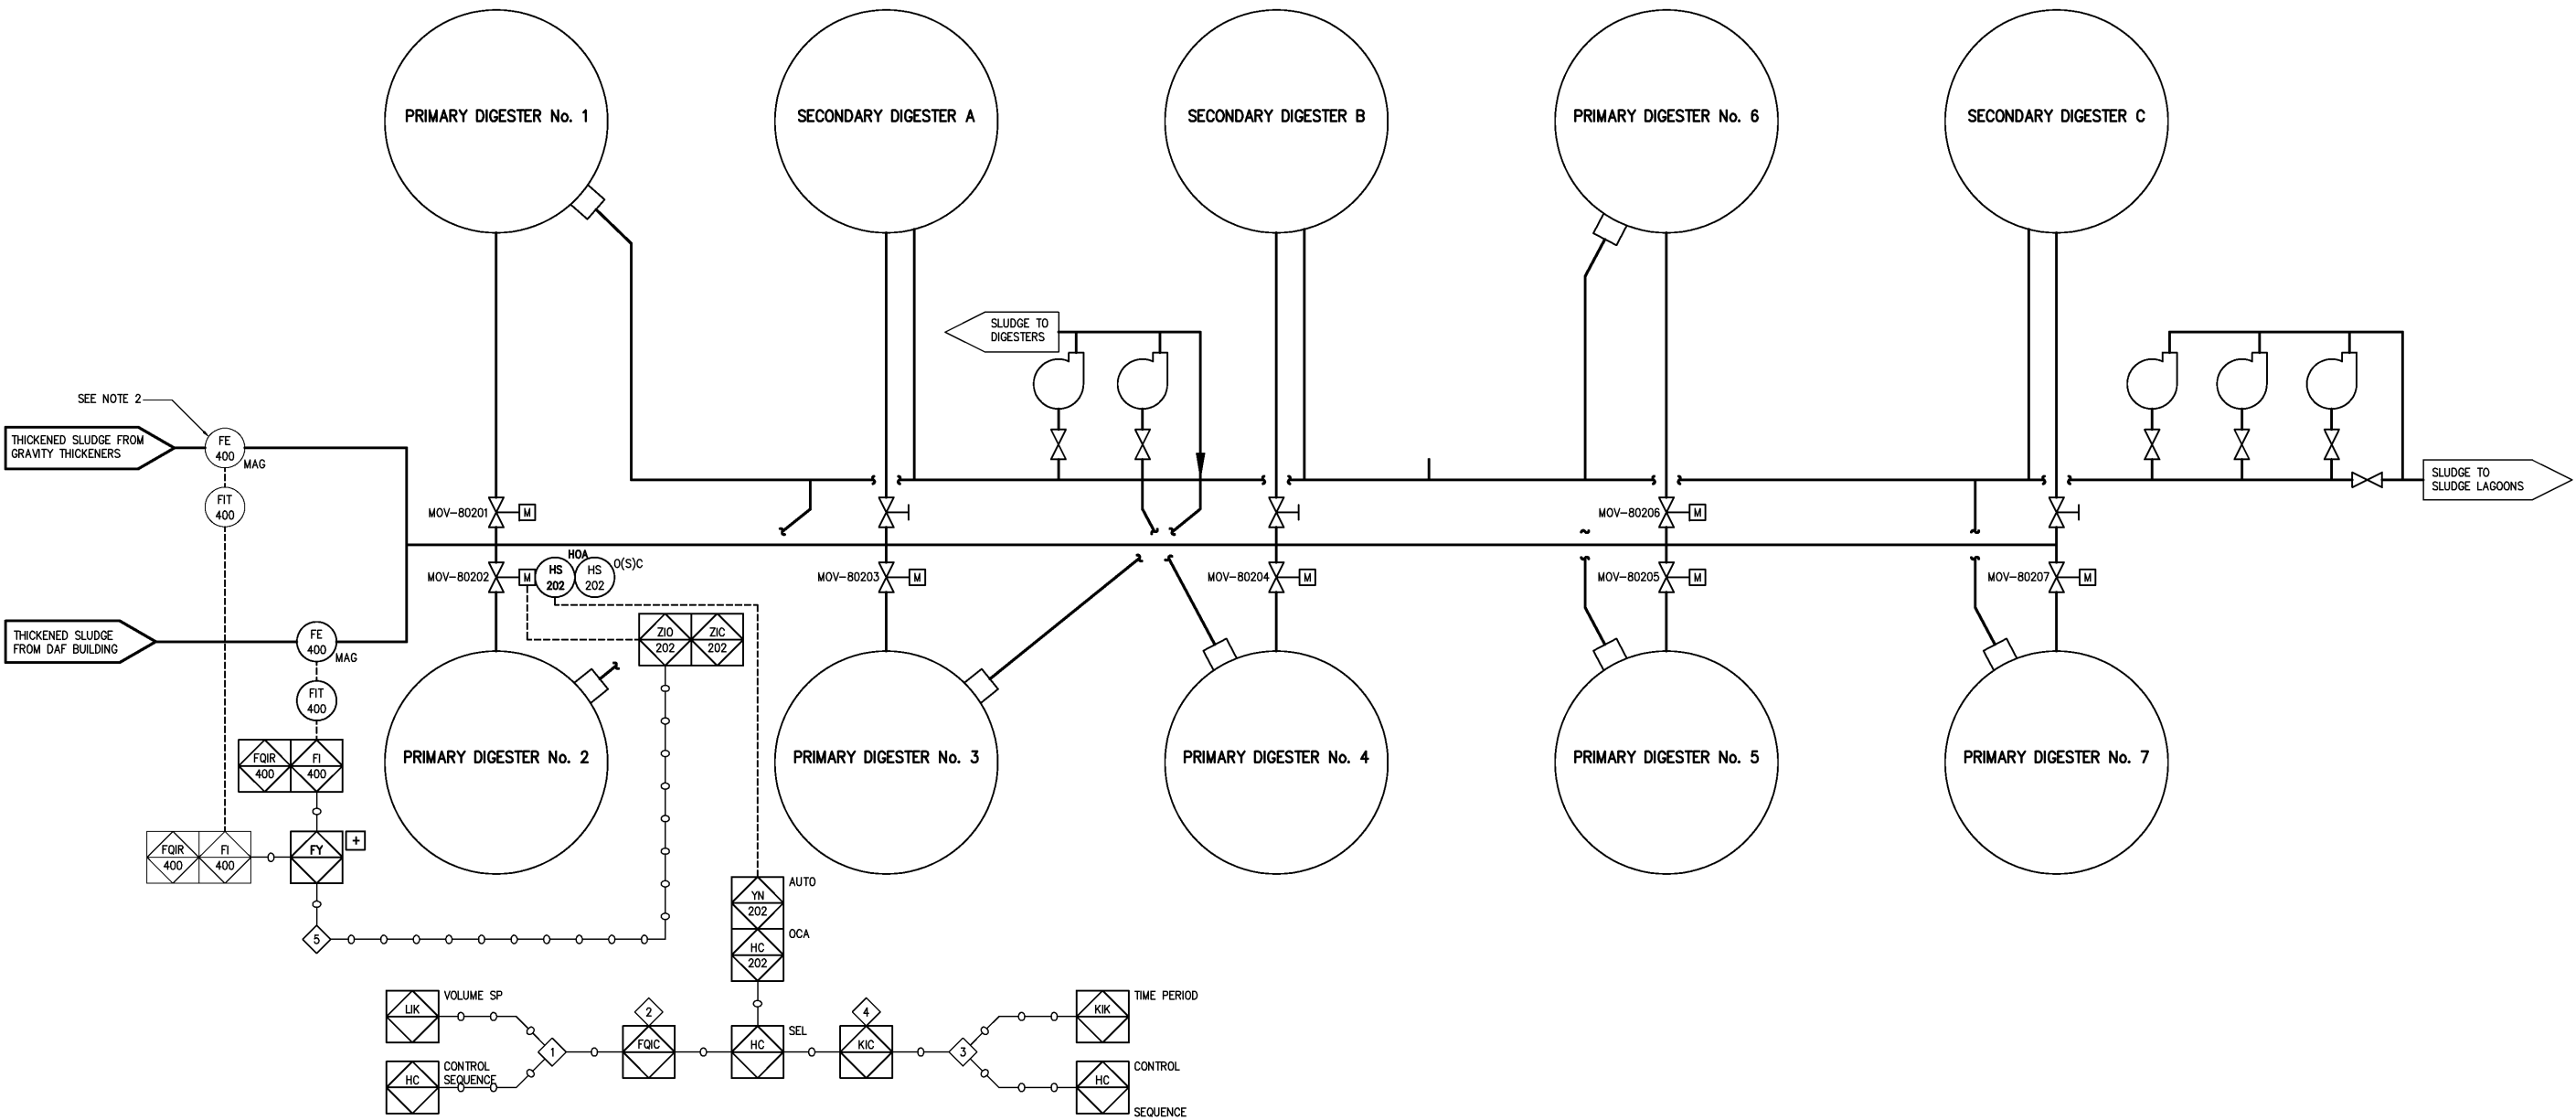 PRIMARY DIGESTER No. 1
SECONDARY DIGESTER A
SECONDARY DIGESTER B
PRIMARY DIGESTER No. 6
SECONDARY DIGESTER C
SLUDGE TO
DIGESTERS
SEE NOTE 2
THICKENED SLUDGE FROM
GRAVITY THICKENERS
FE
400
MAG
FIT
400
SLUDGE TO
SLUDGE LAGOONS
MOV-80201
M
MOV-80206
M
MOV-80202
M
HOA
HS
202
HS
202
O(S)C
MOV-80203
M
MOV-80204
M
MOV-80205
M
MOV-80207
M
THICKENED SLUDGE
FROM DAF BUILDING
FE
400
MAG
FIT
400
ZIO
202
ZIC
202
FQIR
400
FI
400
PRIMARY DIGESTER No. 2
PRIMARY DIGESTER No. 3
PRIMARY DIGESTER No. 4
PRIMARY DIGESTER No. 5
PRIMARY DIGESTER No. 7
FQIR
400
FI
400
FY
+
5
YN
202
AUTO
HC
202
OCA
LIK
VOLUME SP
HC
CONTROL
SEQUENCE
1
2
FQIC
HC
SEL
4
KIC
3
KIK
TIME PERIOD
HC
CONTROL
SEQUENCE